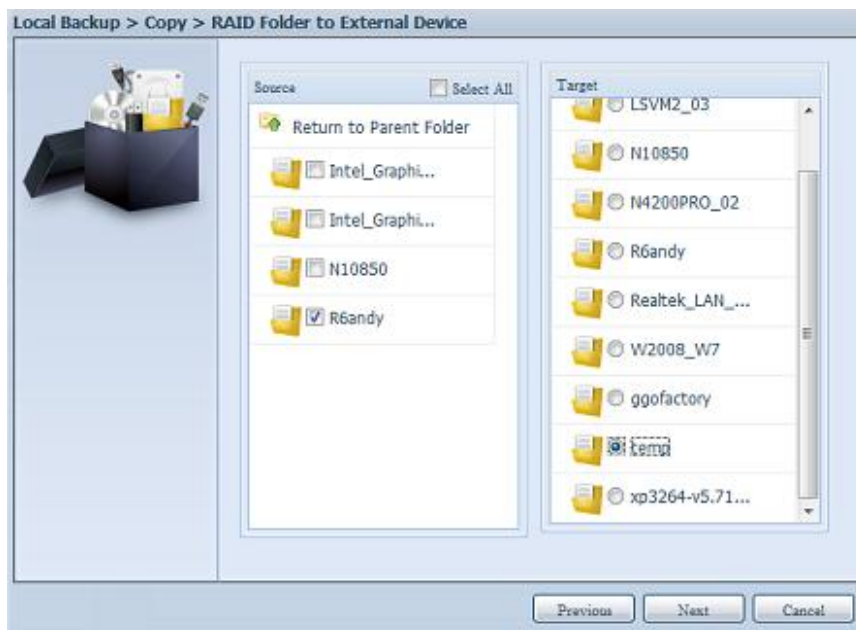 Local Backup > Copy > RAID Folder to External Device
Source
Select All
Return to Parent Folder
Intel_Graphi...
Intel_Graphi...
N10850
R6andy
Target
LSVM2_03
N10850
N4200PRO_02
R6andy
Realtek_LAN_...
W2008_W7
ggofactory
temp
xp3264-v5.71...
Previous
Next
Cancel